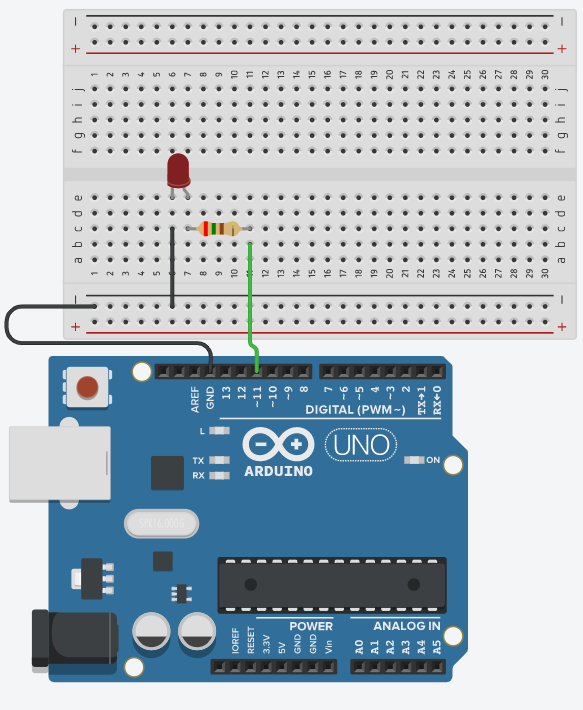 − −
+ +
1 2 3 4 5 6 7 8 9 10 11 12 13 14 15 16 17 18 19 20 21 22 23 24 25 26 27 28 29 30
j j
i i
h h
g g
f f
e e
d d
c c
b b
a a
1 2 3 4 5 6 7 8 9 10 11 12 13 14 15 16 17 18 19 20 21 22 23 24 25 26 27 28 29 30
− −
+ +
AREF GND 13 12 ~11 ~10 ~9 8 7 ~6 ~5 4 ~3 2 TX→1 RX←0
DIGITAL (PWM~)
L
TX
RX
ARDUINO
UNO
ON
POWER ANALOG IN
IOREF RESET 3.3V 5V GND GND Vin A0 A1 A2 A3 A4 A5